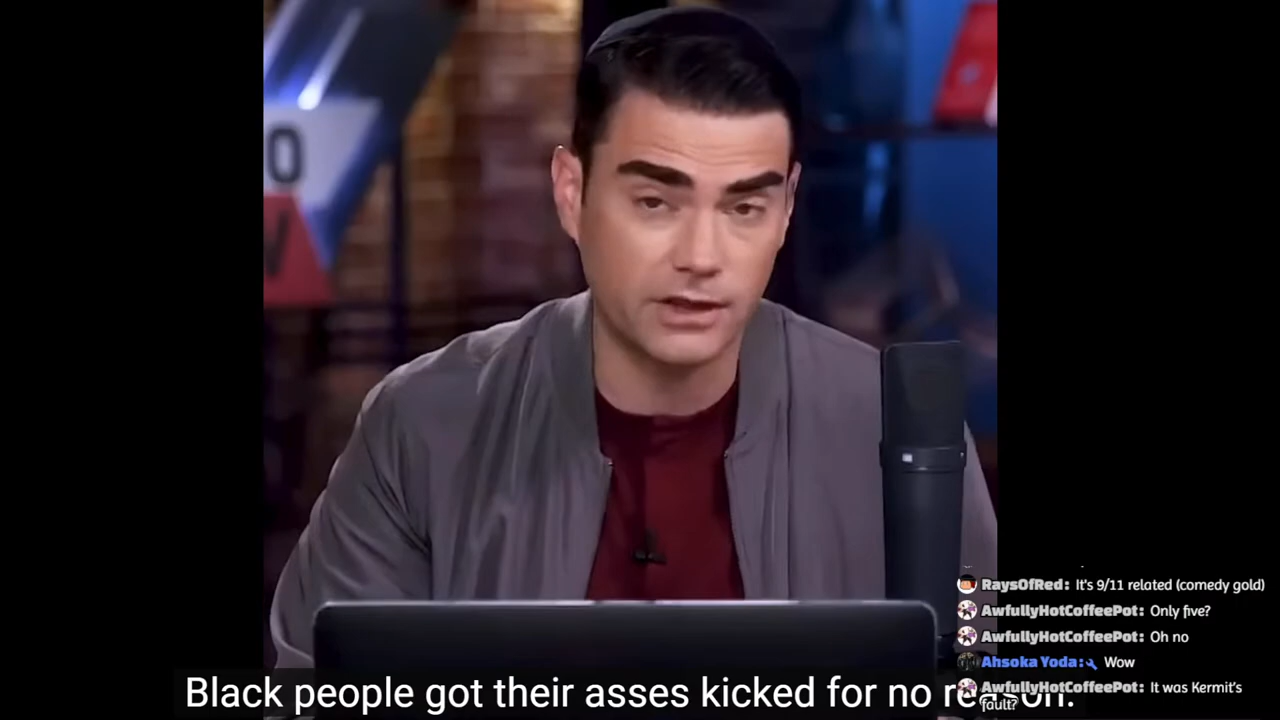 O
W
RaysOfRed: It's 9/11 related (comedy gold)
AwfullyHotCoffeePot: Only five?
AwfullyHotCoffeePot: Oh no
Ahsoka Yoda: Wow
AwfullyHotCoffeePot: It was Kermit's
fault?
Black people got their asses kicked for no reason.